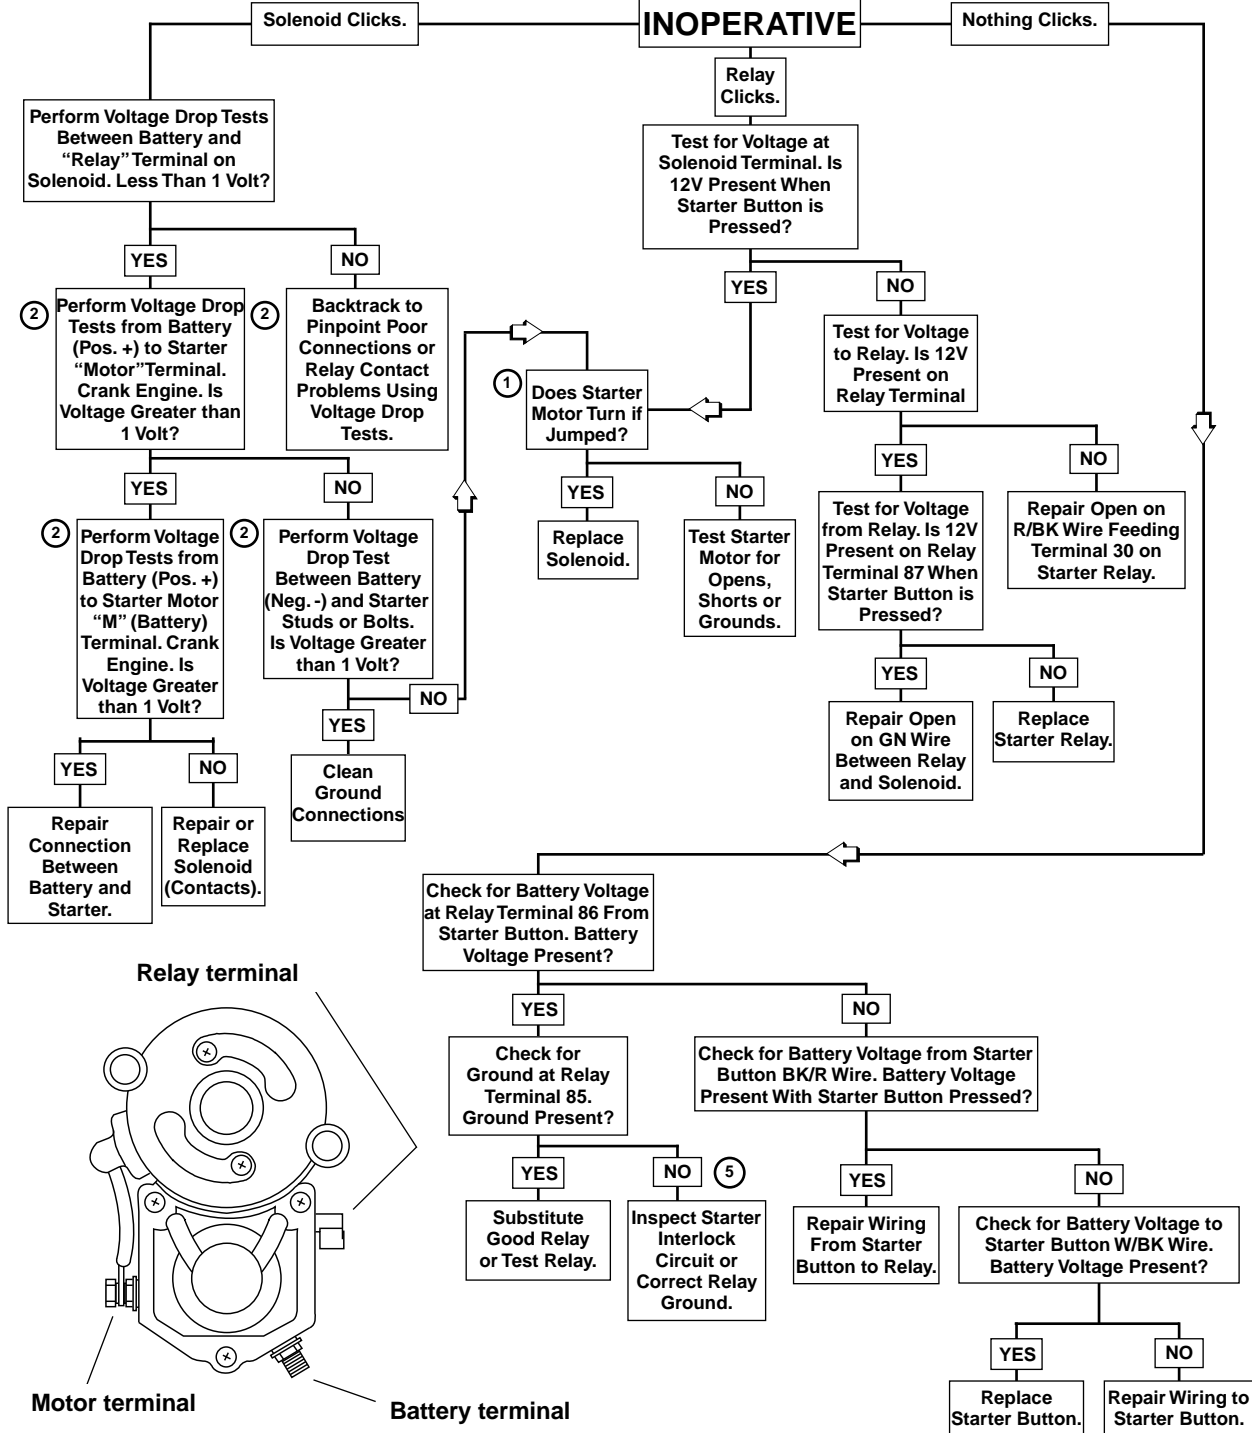 Solenoid Clicks.
INOPERATIVE
Nothing Clicks.
Relay
Clicks.
Perform Voltage Drop Tests
Between Battery and
“Relay” Terminal on
Solenoid. Less Than 1 Volt?
Test for Voltage at
Solenoid Terminal. Is
12V Present When
Starter Button is
Pressed?
YES
NO
YES
NO
2
Perform Voltage Drop
Tests from Battery
(Pos. +) to Starter
“Motor” Terminal.
Crank Engine. Is
Voltage Greater than
1 Volt?
2
Backtrack to
Pinpoint Poor
Connections or
Relay Contact
Problems Using
Voltage Drop
Tests.
1
Does Starter
Motor Turn if
Jumped?
Test for Voltage
to Relay. Is 12V
Present on
Relay Terminal
YES
NO
YES
NO
YES
NO
2
Perform Voltage
Drop Tests from
Battery (Pos. +)
to Starter Motor
“M” (Battery)
Terminal. Crank
Engine. Is
Voltage Greater
than 1 Volt?
2
Perform Voltage
Drop Test
Between Battery
(Neg. -) and Starter
Studs or Bolts.
Is Voltage Greater
than 1 Volt?
Replace
Solenoid.
Test Starter
Motor for
Opens,
Shorts or
Grounds.
Test for Voltage
from Relay. Is 12V
Present on Relay
Terminal 87 When
Starter Button is
Pressed?
Repair Open on
R/BK Wire Feeding
Terminal 30 on
Starter Relay.
NO
YES
YES
NO
YES
NO
Clean
Ground
Connections
Repair Open
on GN Wire
Between Relay
and Solenoid.
Replace
Starter Relay.
Repair
Connection
Between
Battery and
Starter.
Repair or
Replace
Solenoid
(Contacts).
Check for Battery Voltage
at Relay Terminal 86 From
Starter Button. Battery
Voltage Present?
YES
NO
Check for
Ground at Relay
Terminal 85.
Ground Present?
Check for Battery Voltage from Starter
Button BK/R Wire. Battery Voltage
Present With Starter Button Pressed?
YES
NO
5
YES
NO
Substitute
Good Relay
or Test Relay.
Inspect Starter
Interlock
Circuit or
Correct Relay
Ground.
Repair Wiring
From Starter
Button to Relay.
Check for Battery Voltage to
Starter Button W/BK Wire.
Battery Voltage Present?
YES
NO
Replace
Starter Button.
Repair Wiring to
Starter Button.
Relay terminal
Motor terminal
Battery terminal